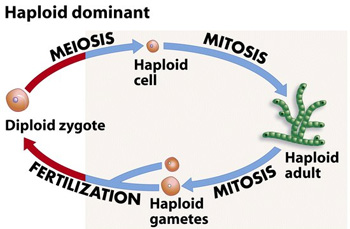 Haploid dominant
MEIOSIS
MITOSIS
Haploid
cell
Diploid zygote
Haploid
adult
FERTILIZATION
MITOSIS
Haploid
gametes